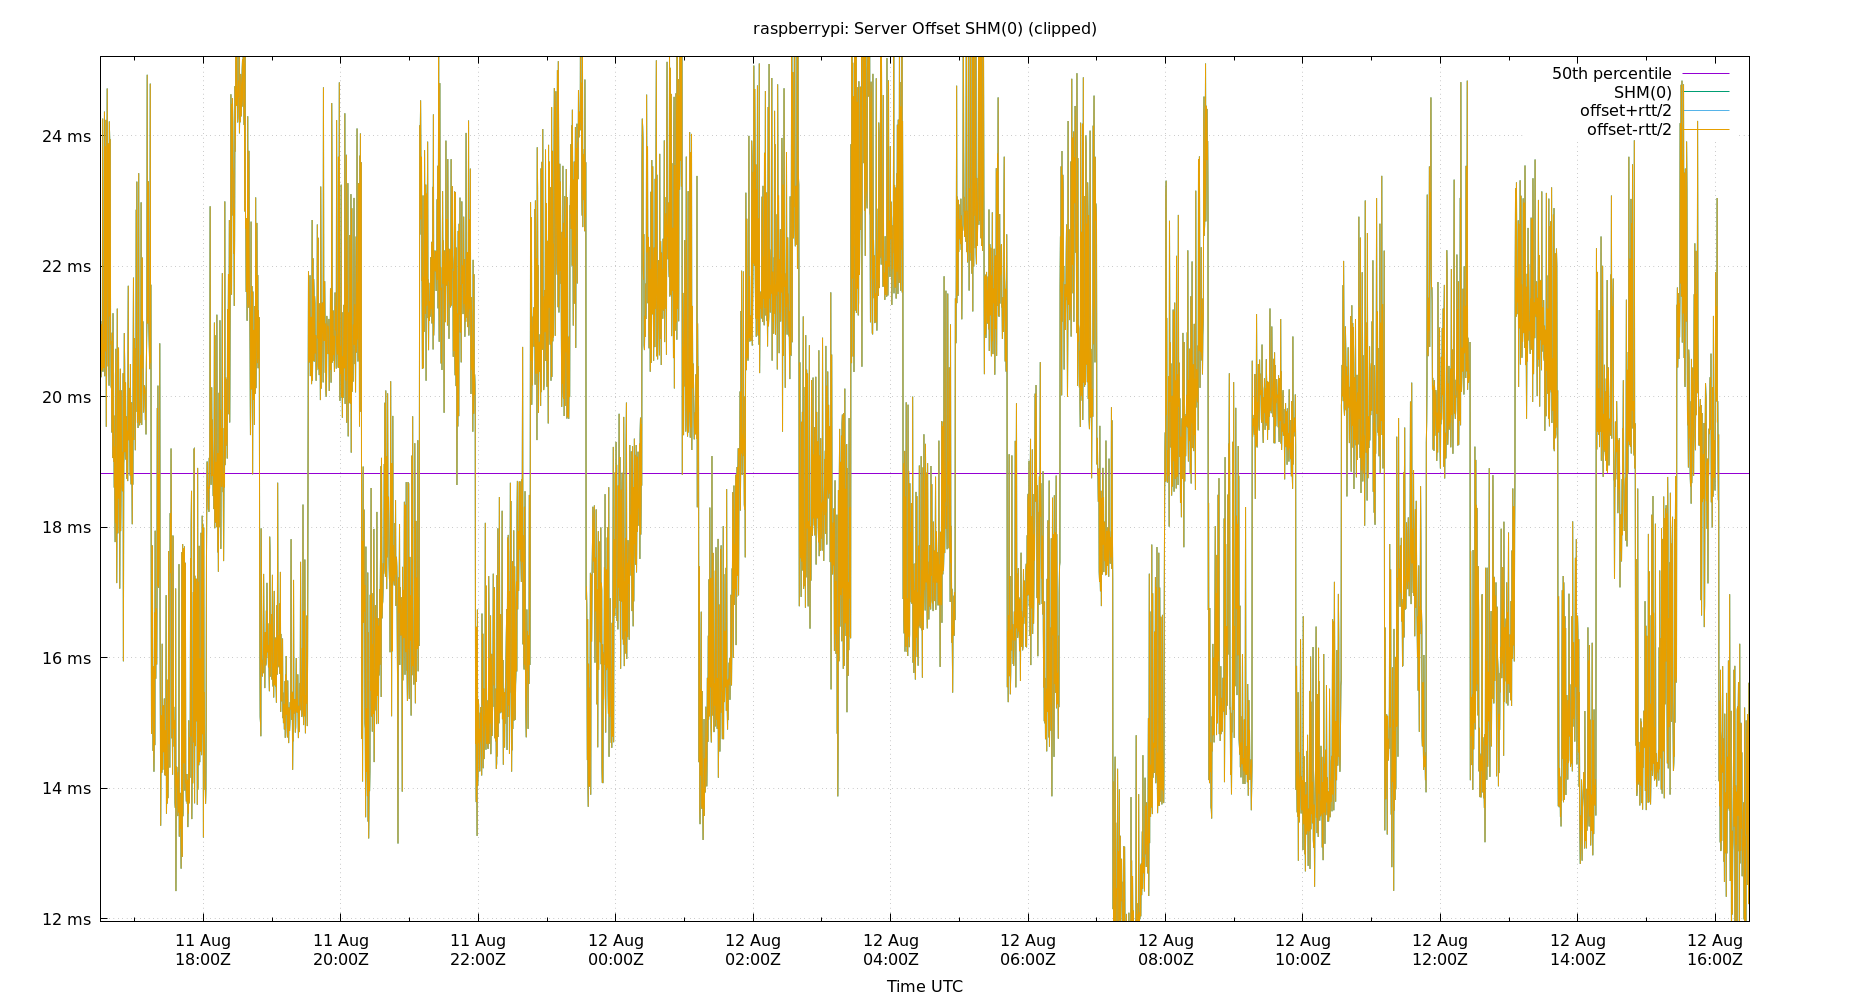 raspberrypi: Server Offset SHM(0) (clipped)
50th percentile
SHM(0)
offset+rtt/2
offset-rtt/2
24 ms
22 ms
20 ms
18 ms
16 ms
14 ms
12 ms
11 Aug 11 Aug 11 Aug 12 Aug 12 Aug 12 Aug 12 Aug 12 Aug 12 Aug 12 Aug 12 Aug 12 Aug
18:00Z 20:00Z 22:00Z 00:00Z 02:00Z 04:00Z 06:00Z 08:00Z 10:00Z 12:00Z 14:00Z 16:00Z
Time UTC